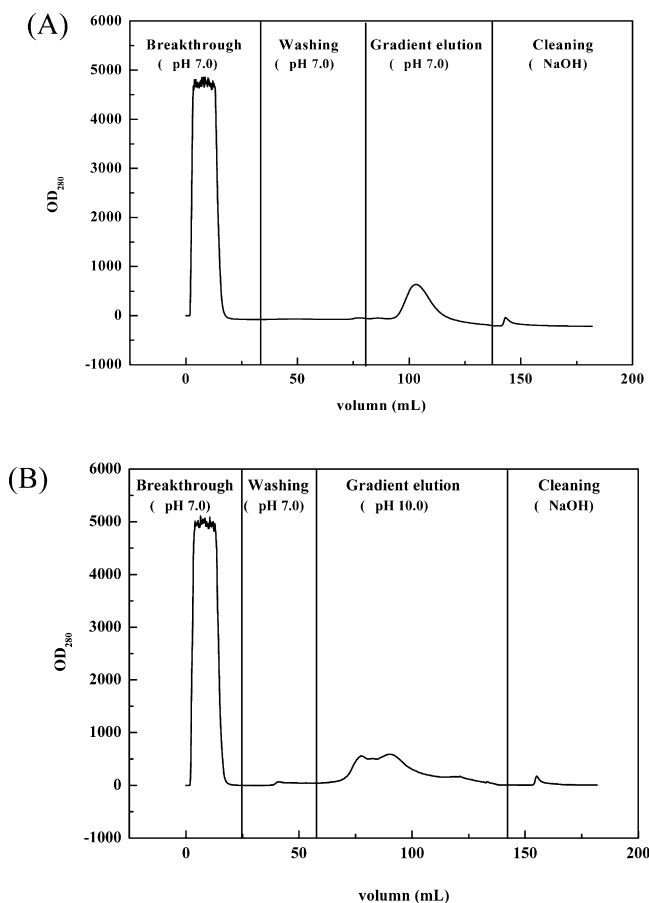 (A)
6000
Breakthrough Washing Gradient elution Cleaning
( pH 7.0) ( pH 7.0) ( pH 7.0) ( NaOH)
5000
4000
3000
OD280
2000
1000
0
-1000
0 50 100 150 200
volumn (mL)
(B)
6000
Breakthrough Washing Gradient elution Cleaning
( pH 7.0) ( pH 7.0) ( pH 10.0) ( NaOH)
5000
4000
3000
OD280
2000
1000
0
-1000
0 50 100 150 200
volumn (mL)